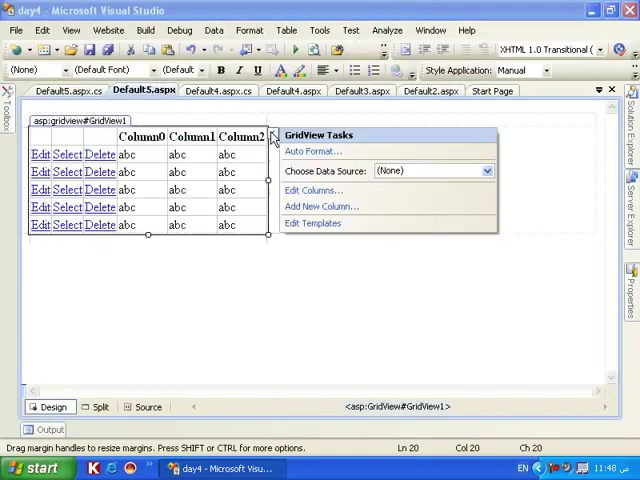 day4 - Microsoft Visual Studio
File Edit View Website Build Debug Data Format Table Tools Test Analyze Window Help
XHTML 1.0 Transitional (
(None) (Default Font) (Default B I U Style Application: Manual
Default5.aspx.cs Default5.aspx Default4.aspx.cs Default4.aspx Default3.aspx Default2.aspx Start Page
Toolbox
asp:gridview#GridView1
Column0 Column1 Column2
Edit Select Delete abc abc abc
Edit Select Delete abc abc abc
Edit Select Delete abc abc abc
Edit Select Delete abc abc abc
Edit Select Delete abc abc abc
GridView Tasks
Auto Format...
Choose Data Source: (None)
Edit Columns...
Add New Column...
Edit Templates
Solution Explorer
Server Explorer
Properties
Design Split Source <asp:GridView#GridView1>
Output
Drag margin handles to resize margins. Press SHIFT or CTRL for more options. Ln 20 Col 20 Ch 20
start K day4 - Microsoft Visu... EN 11:48 ص